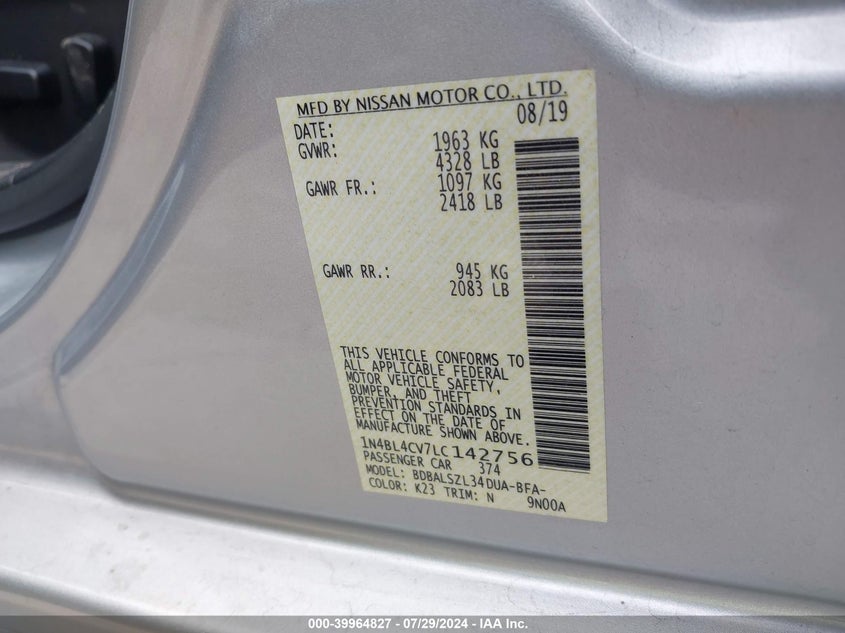 MFD BY NISSAN MOTOR CO., LTD.
DATE: 08/19
GVWR: 1963 KG
4328 LB
GAWR FR.: 1097 KG
2418 LB
GAWR RR.: 945 KG
2083 LB
THIS VEHICLE CONFORMS TO
ALL APPLICABLE FEDERAL
MOTOR VEHICLE SAFETY,
BUMPER, AND THEFT
PREVENTION STANDARDS IN
EFFECT ON THE DATE OF
MANUFACTURE SHOWN ABOVE.
1N4BL4CV7LC142756
PASSENGER CAR 374
MODEL: BDBALSZL34DUA-BFA-
COLOR: K23 TRIM: N 9N00A
000-39964827 - 07/29/2024 - IAA Inc.